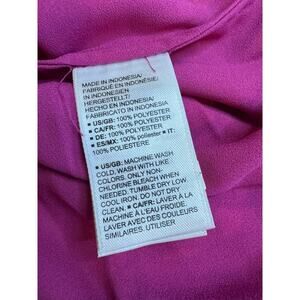 MADE IN INDONESIA/
FABRIQUÉ EN INDONÉSIE/
IN INDONESIEN
HERGESTELLT/
HECHO EN INDONESIA/
FABBRICATO IN INDONESIA
■ US/GB: 100% POLYESTER
■ CA/FR: 100% POLYESTER
■ DE: 100% POLYESTER
■ ES/MX: 100% POLIÉSTER ■ IT:
100% POLIESTERE
■ US/GB: MACHINE WASH
COLD. WASH WITH LIKE
COLORS. ONLY NON-
CHLORINE BLEACH WHEN
NEEDED. TUMBLE DRY LOW.
COOL IRON. DO NOT DRY
CLEAN. ■ CA/FR: LAVER À LA
MACHINE À L'EAU FROIDE.
LAVER AVEC DES COULEURS
SIMILAIRES. UTILISER